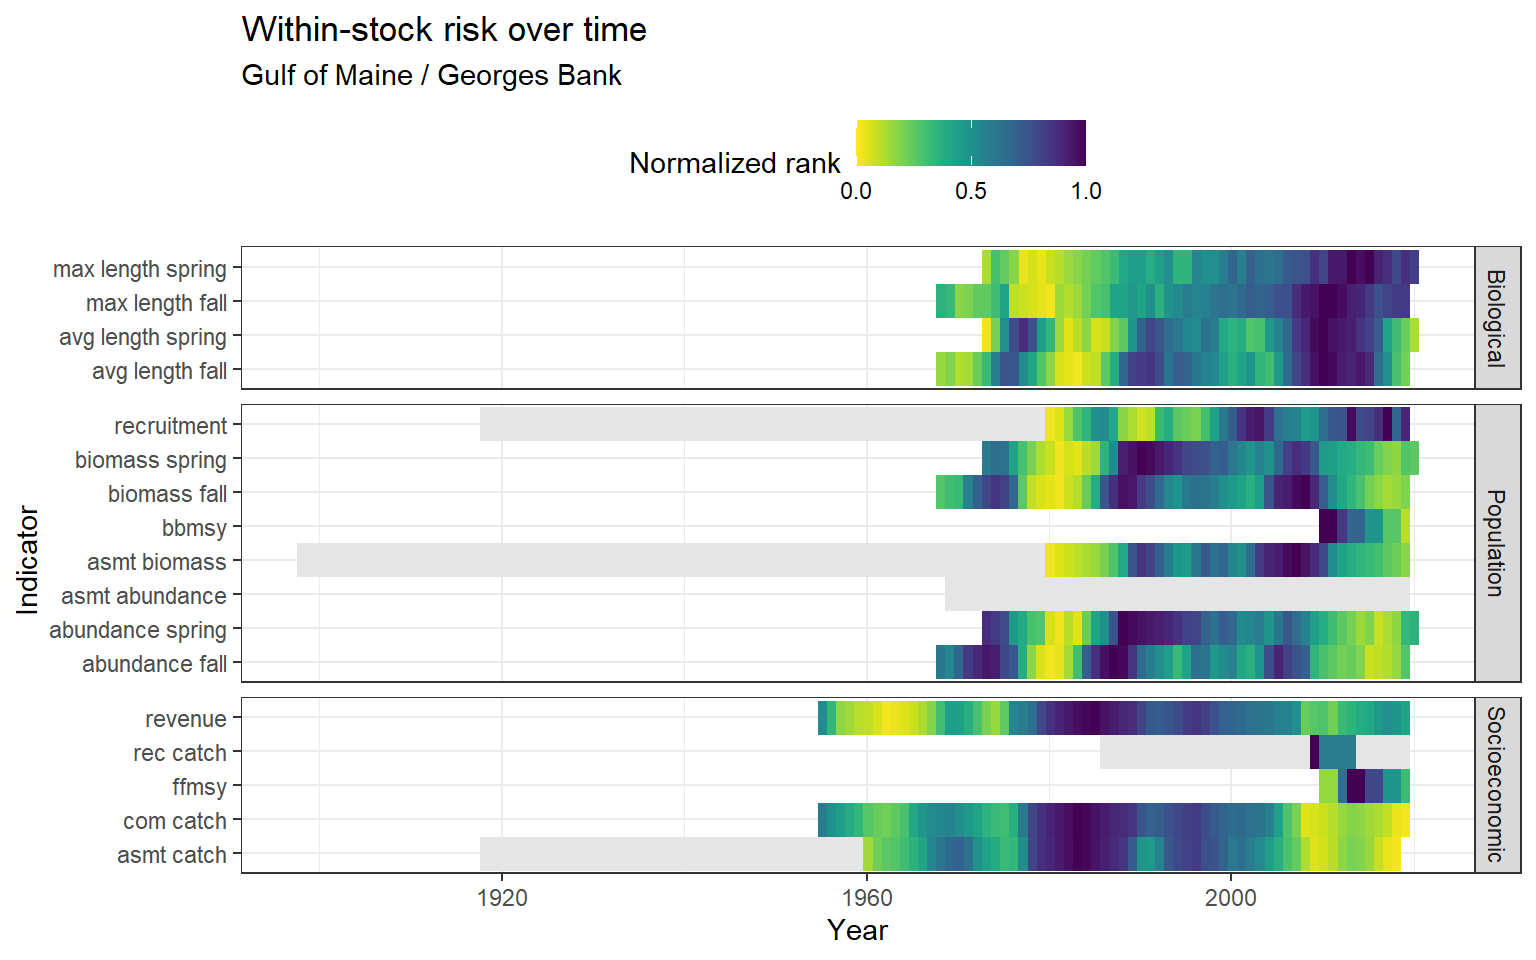 Within-stock risk over time
Gulf of Maine / Georges Bank
Normalized rank
0.0 0.5 1.0
max length spring
max length fall
avg length spring
avg length fall
Biological
recruitment
biomass spring
biomass fall
bbmsy
asmt biomass
asmt abundance
abundance spring
abundance fall
Population
revenue
rec catch
ffmsy
com catch
asmt catch
Socioeconomic
Indicator
1920 1960 2000
Year